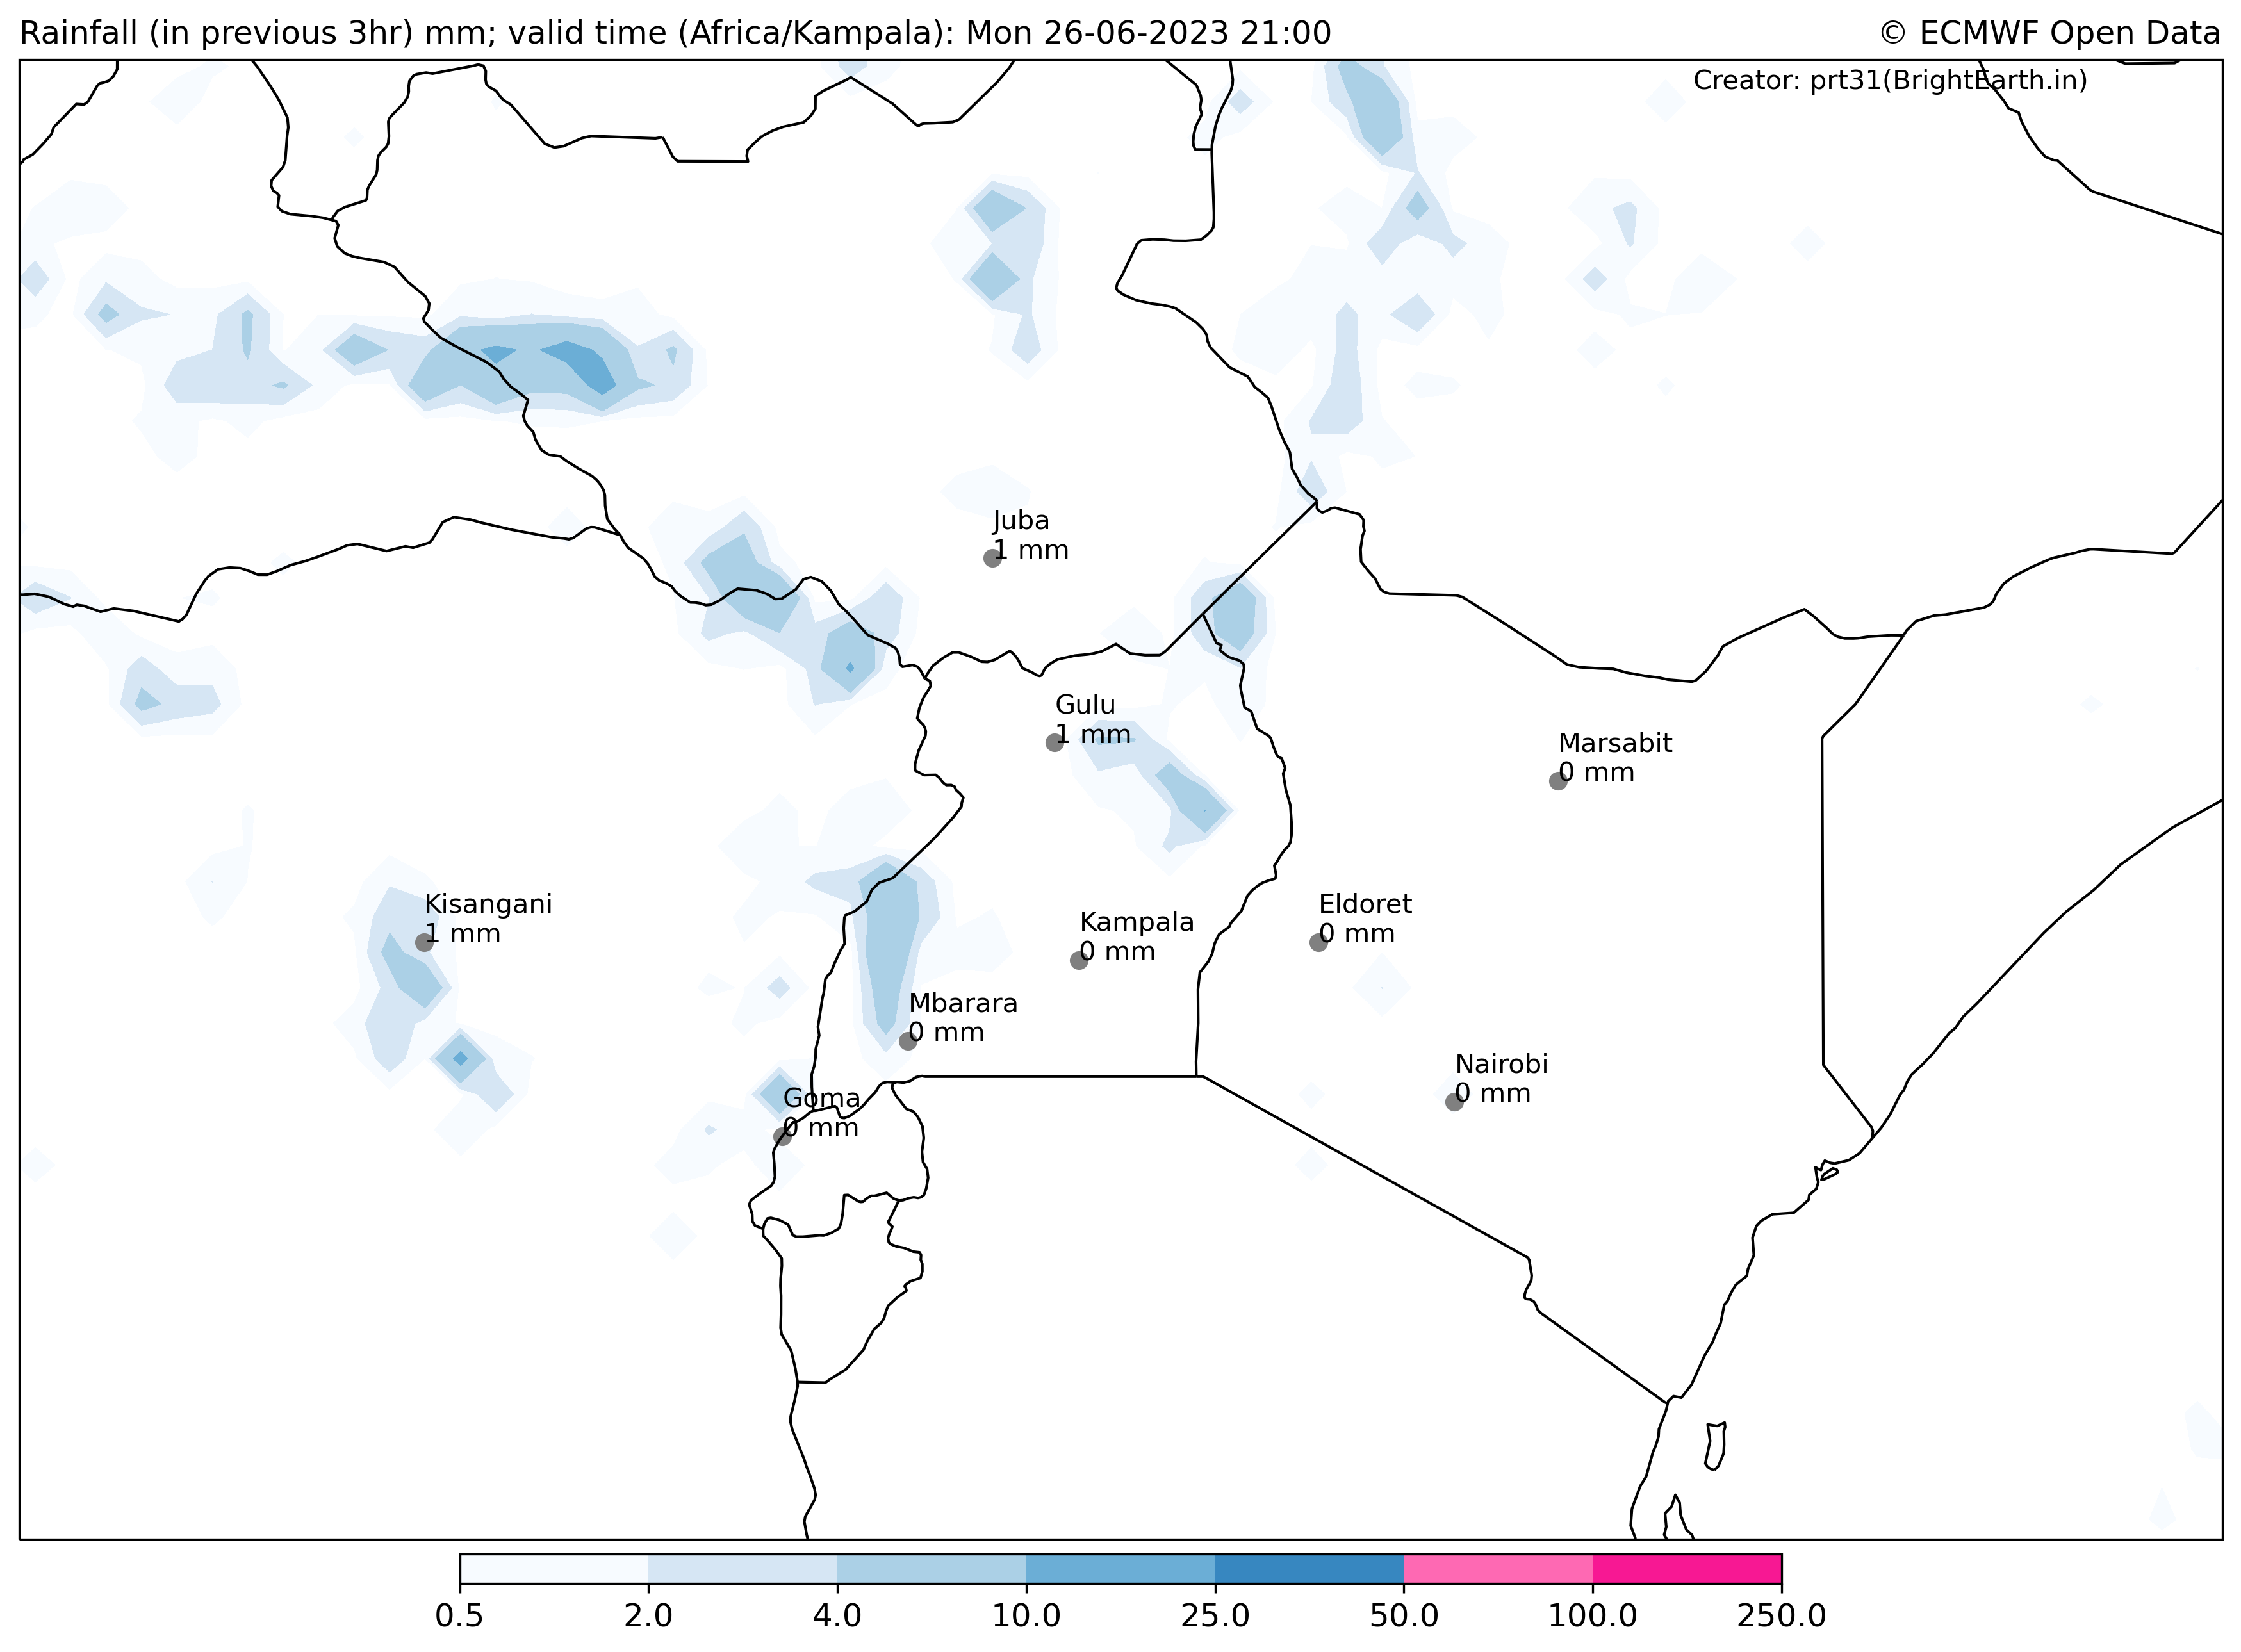 Rainfall (in previous 3hr) mm; valid time (Africa/Kampala): Mon 26-06-2023 21:00
© ECMWF Open Data
Creator: prt31(BrightEarth.in)
Juba
1 mm
Gulu
1 mm
Marsabit
0 mm
Kisangani
1 mm
Kampala
0 mm
Eldoret
0 mm
Mbarara
0 mm
Nairobi
0 mm
Goma
0 mm
0.5 2.0 4.0 10.0 25.0 50.0 100.0 250.0